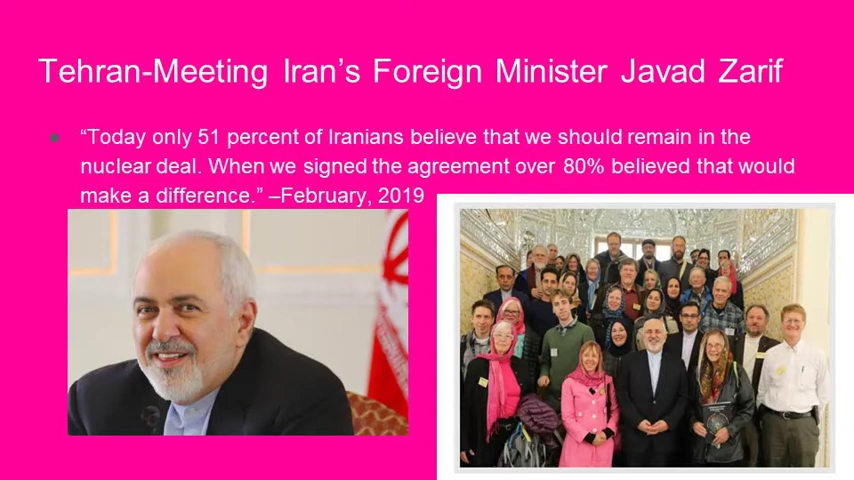 Tehran-Meeting Iran’s Foreign Minister Javad Zarif
“Today only 51 percent of Iranians believe that we should remain in the
nuclear deal. When we signed the agreement over 80% believed that would
make a difference.” –February, 2019